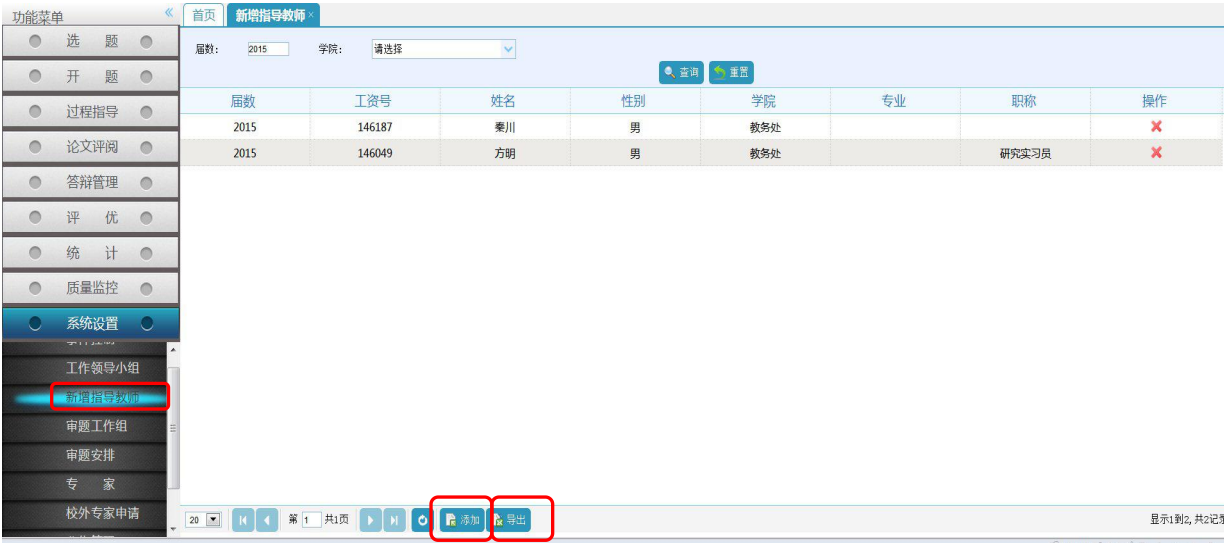 功能菜单 «
首页 新增指导教师 ×
选 题
开 题
过程指导
论文评阅
答辩管理
评 优
统 计
质量监控
系统设置
工作领导小组
新增指导教师
审题工作组
审题安排
专 家
校外专家申请
届数: 2015 学院: 请选择
查询 重置
届数 工资号 姓名 性别 学院 专业 职称 操作
2015 146187 秦川 男 教务处
2015 146049 方明 男 教务处 研究实习员
20 第 1 共1页 添加 导出 显示1到2, 共2记录